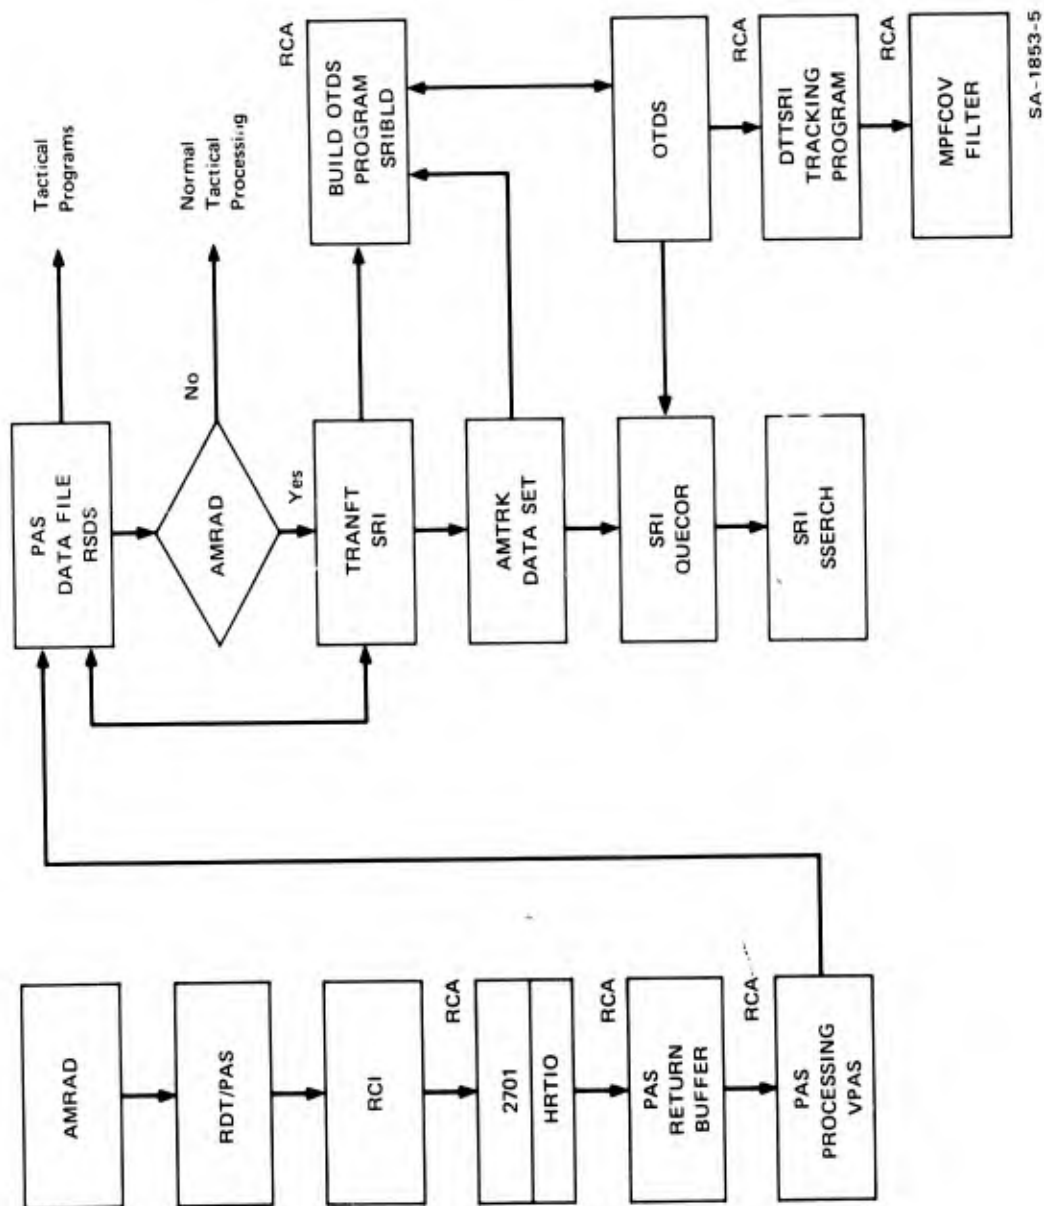 AMRAD
RDT/PAS
RCI
RCA
2701
HRTIO
RCA
PAS
RETURN
BUFFER
RCA
PAS
PROCESSING
VPAS
PAS
DATA FILE
RSDS
Tactical
Programs
AMRAD
No
Normal
Tactical
Processing
Yes
TRANFT
SRI
RCA
BUILD OTDS
PROGRAM
SRIBLD
AMTRK
DATA SET
SRI
QUECOR
OTDS
SRI
SSERCH
RCA
DTTSRI
TRACKING
PROGRAM
RCA
MPFCOV
FILTER
SA-1853-5